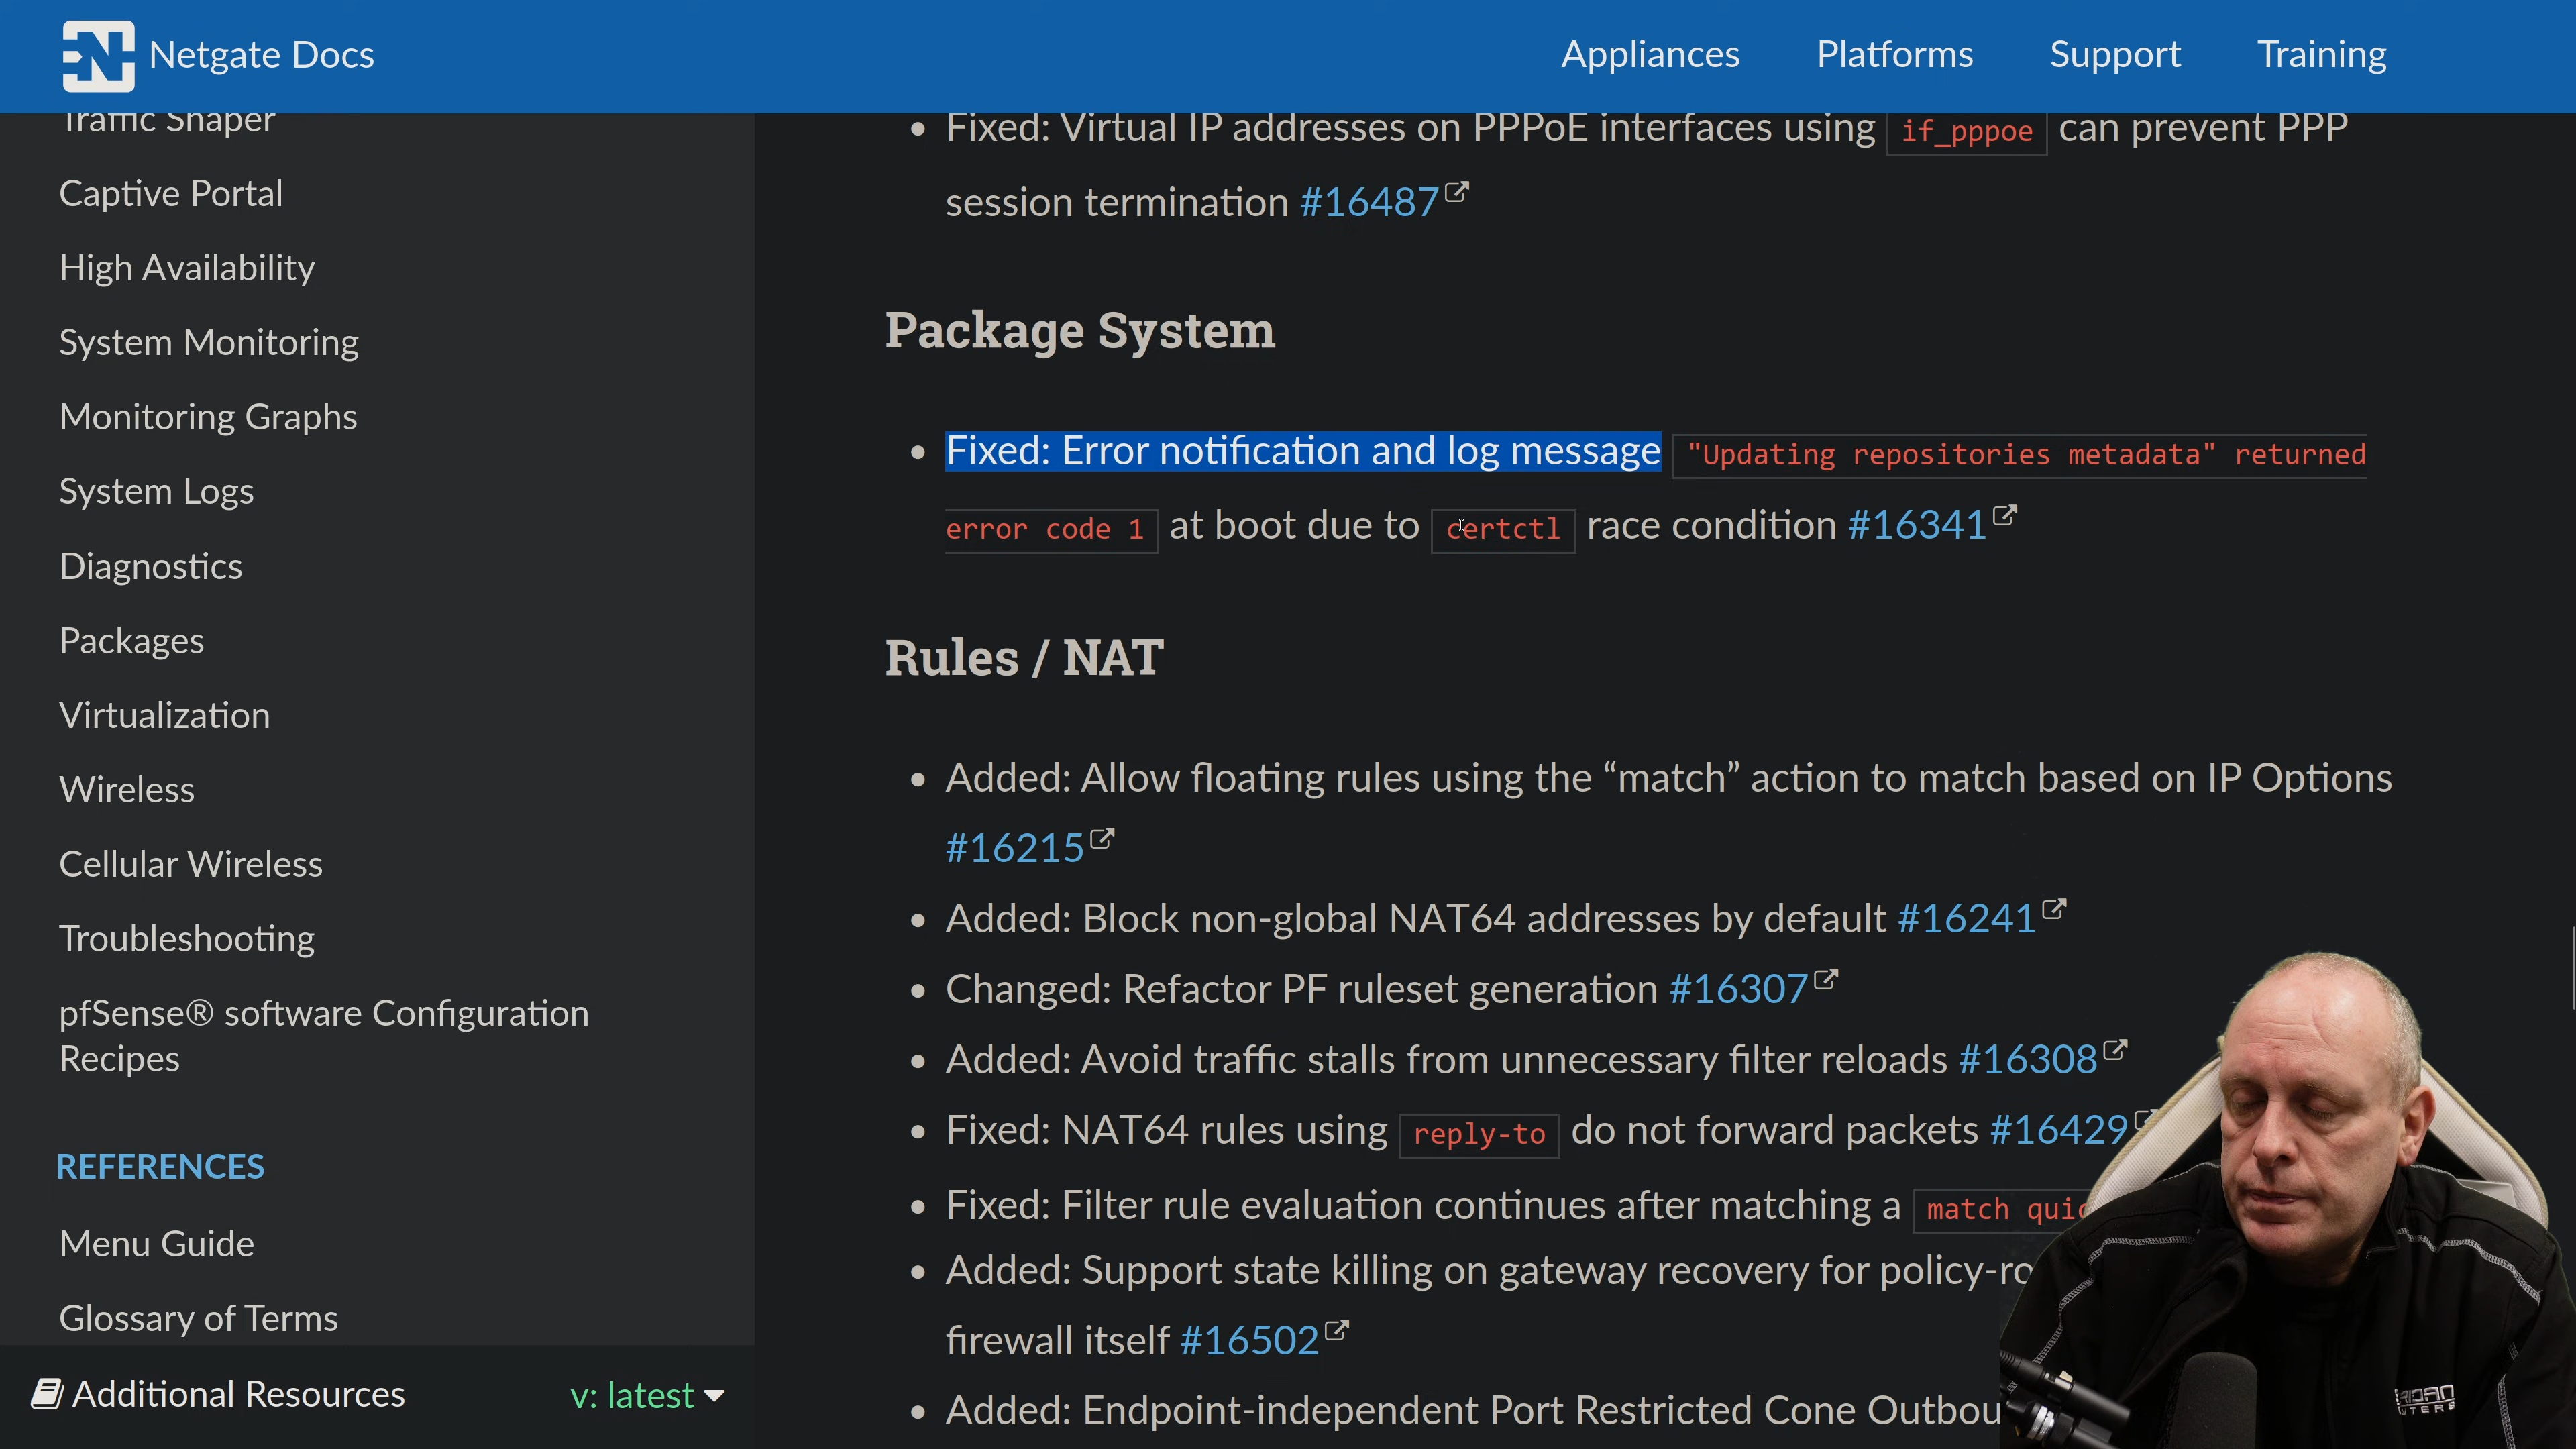 Netgate Docs
Appliances
Platforms
Support
Training
Traffic Shaper
Captive Portal
High Availability
System Monitoring
Monitoring Graphs
System Logs
Diagnostics
Packages
Virtualization
Wireless
Cellular Wireless
Troubleshooting
pfSense® software Configuration
Recipes
REFERENCES
Menu Guide
Glossary of Terms
Additional Resources
v: latest
Fixed: Virtual IP addresses on PPPoE interfaces using if_pppoe can prevent PPP
session termination #16487
Package System
Fixed: Error notification and log message "Updating repositories metadata" returned
error code 1 at boot due to certctl race condition #16341
Rules / NAT
Added: Allow floating rules using the “match” action to match based on IP Options
#16215
Added: Block non-global NAT64 addresses by default #16241
Changed: Refactor PF ruleset generation #16307
Added: Avoid traffic stalls from unnecessary filter reloads #16308
Fixed: NAT64 rules using reply-to do not forward packets #16429
Fixed: Filter rule evaluation continues after matching a match
Added: Support state killing on gateway recovery for
firewall itself #16502
Added: Endpoint-independent Port Restricted Cone